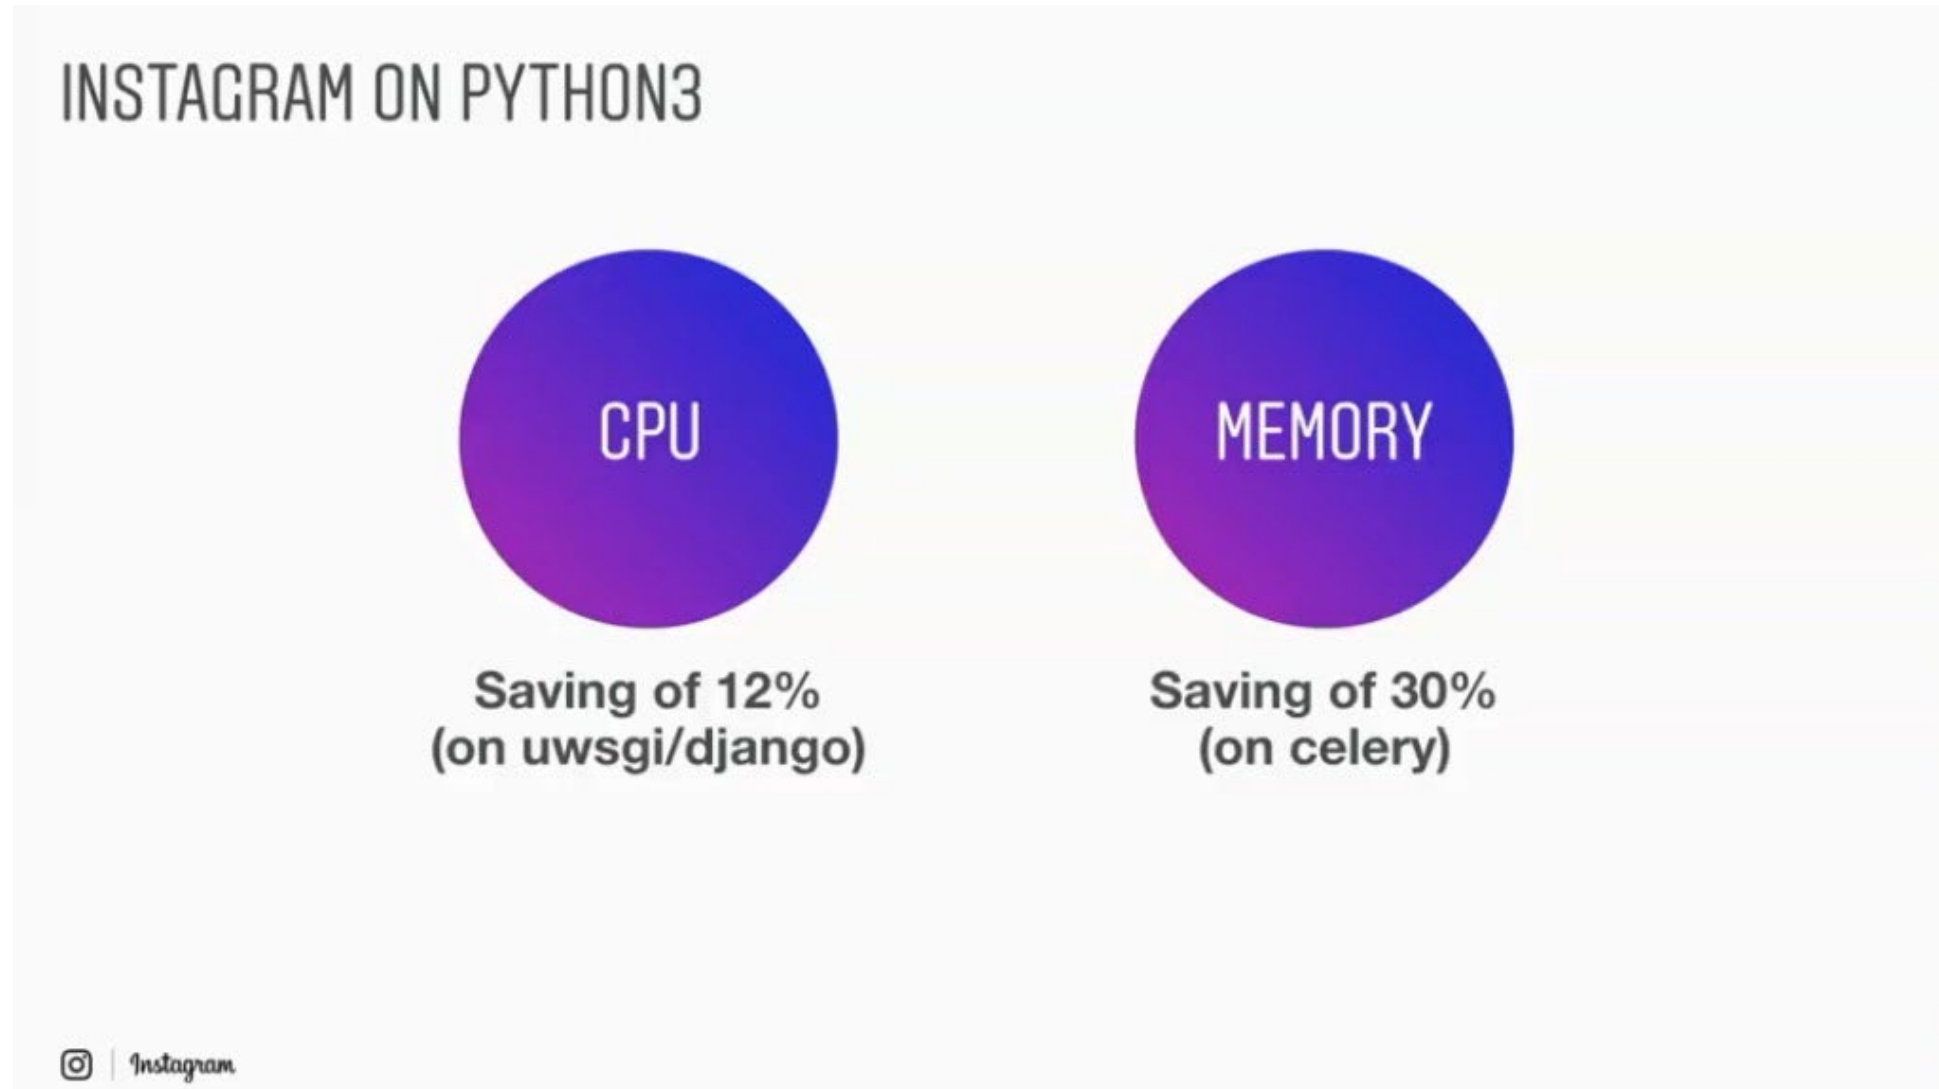 INSTAGRAM ON PYTHON3
CPU
Saving of 12%
(on uwsgi/django)
MEMORY
Saving of 30%
(on celery)
Instagram